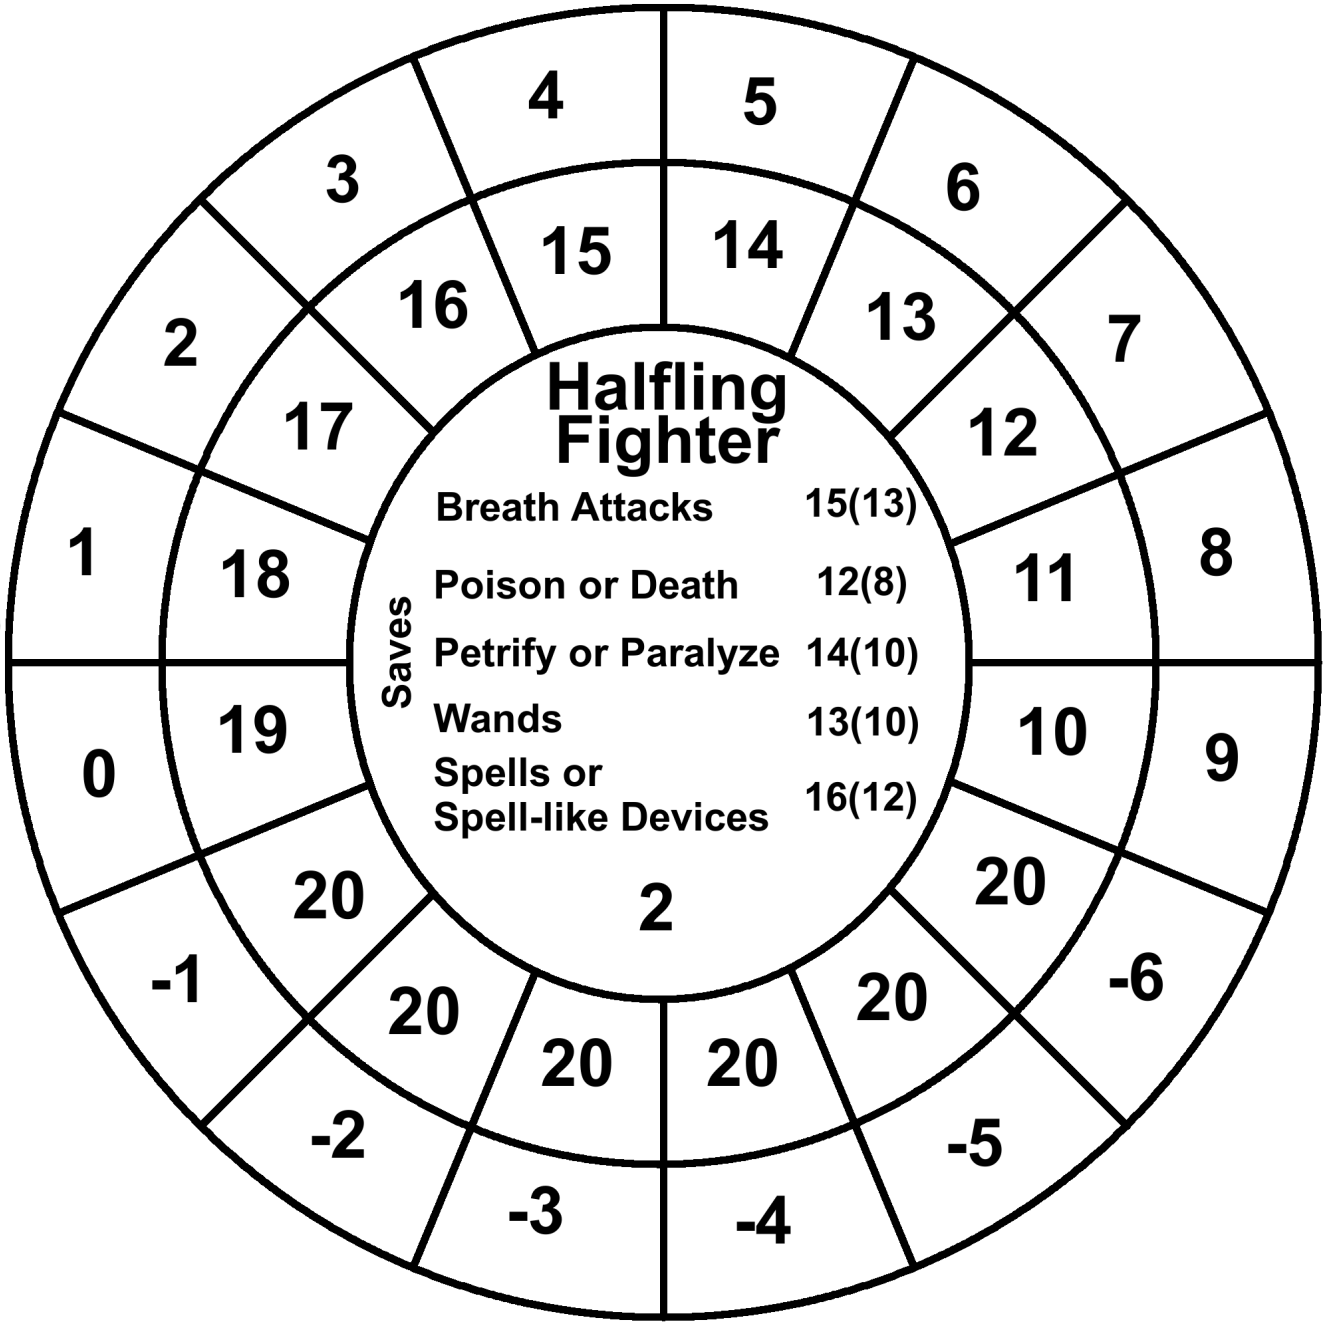 4 5
3 6
15 14
16 13
2 7
17 12
Halfling
Fighter
Breath Attacks 15(13)
1 8
18 11
Poison or Death 12(8)
Saves
Petrify or Paralyze 14(10)
Wands 13(10)
19 10
0 9
Spells or
Spell-like Devices 16(12)
20 20
2
-1 -6
20 20
20 20
-2 -5
-3 -4